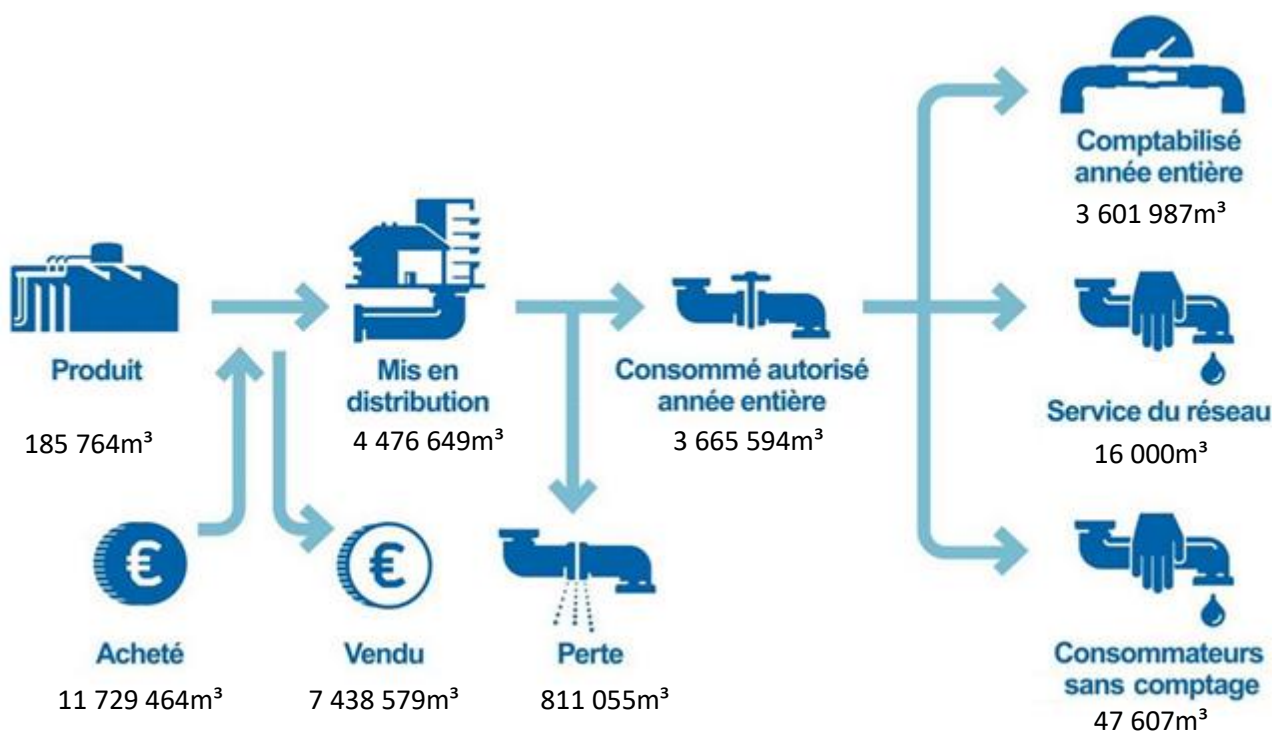 Comptabilisé
année entière
3 601 987m³
Produit
185 764m³
Mis en
distribution
4 476 649m³
Consommé autorisé
année entière
3 665 594m³
Service du réseau
16 000m³
€
Acheté
11 729 464m³
€
Vendu
7 438 579m³
Perte
811 055m³
Consommateurs
sans comptage
47 607m³